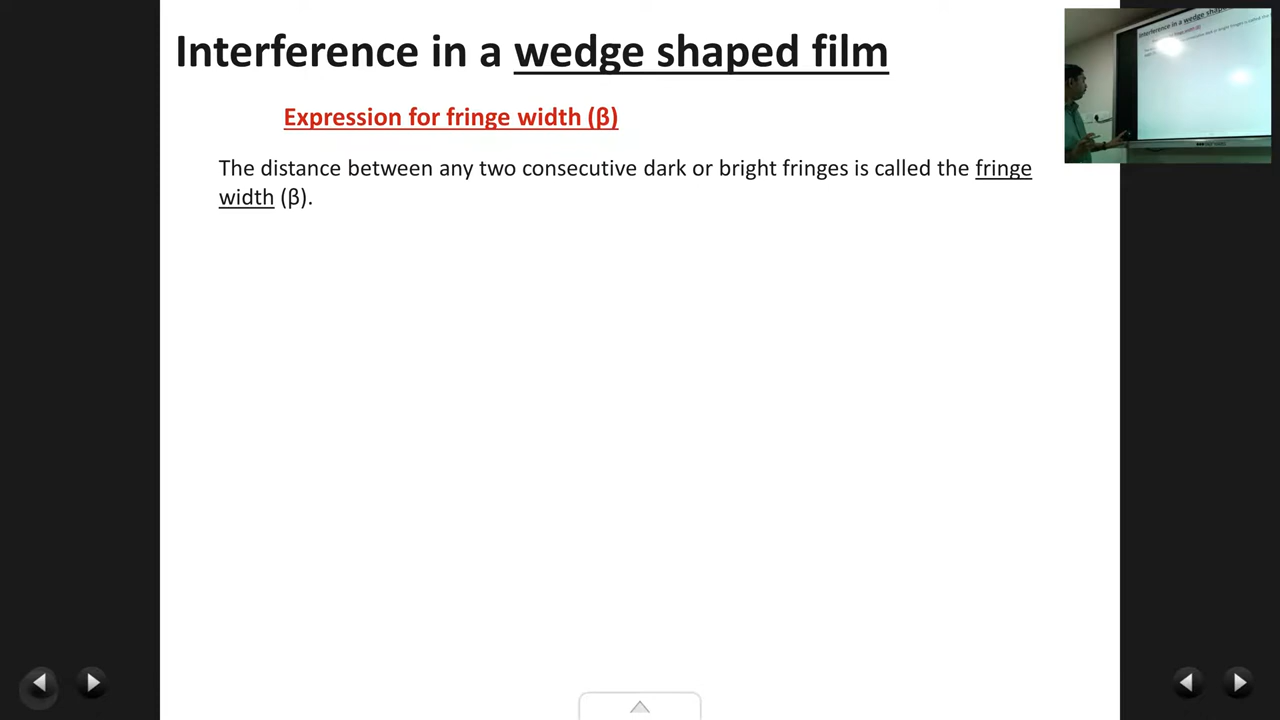 Interference in a wedge shaped film
Expression for fringe width (β)
The distance between any two consecutive dark or bright fringes is called the fringe
width (β).